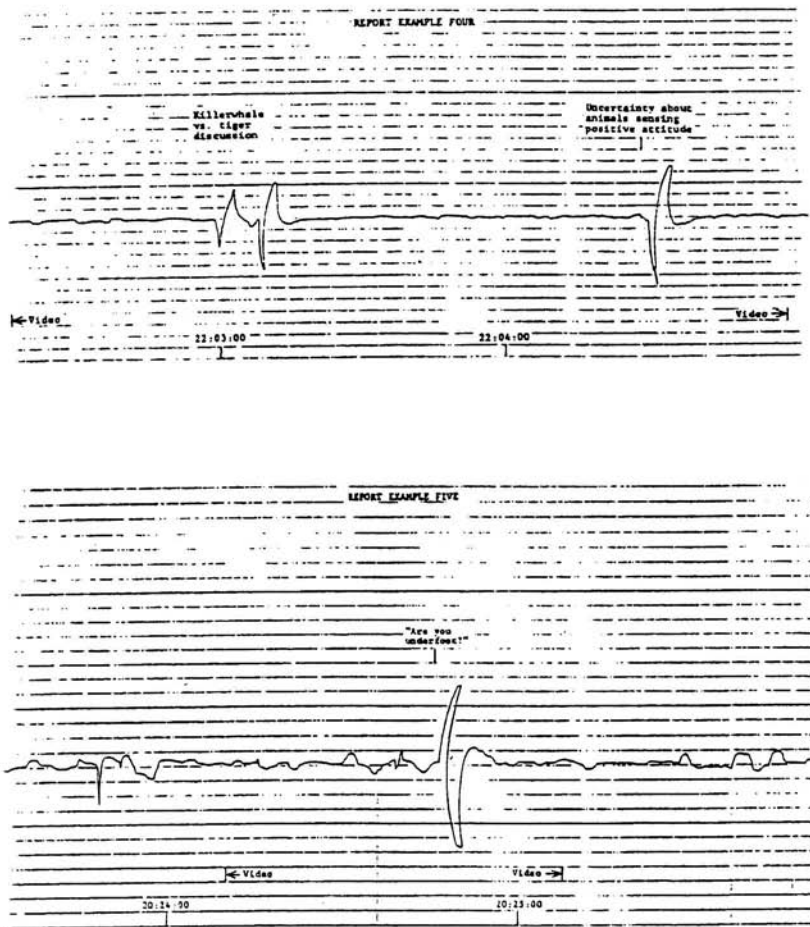 REPORT EXAMPLE FOUR
Killerwhale
vs. tiger
discussion
Uncertainty about
animals sensing
positive attitude
Video
Video
22:03:00
22:04:00
REPORT EXAMPLE FIVE
"Are you
underfoot?"
Video
Video
20:24:00
20:25:00